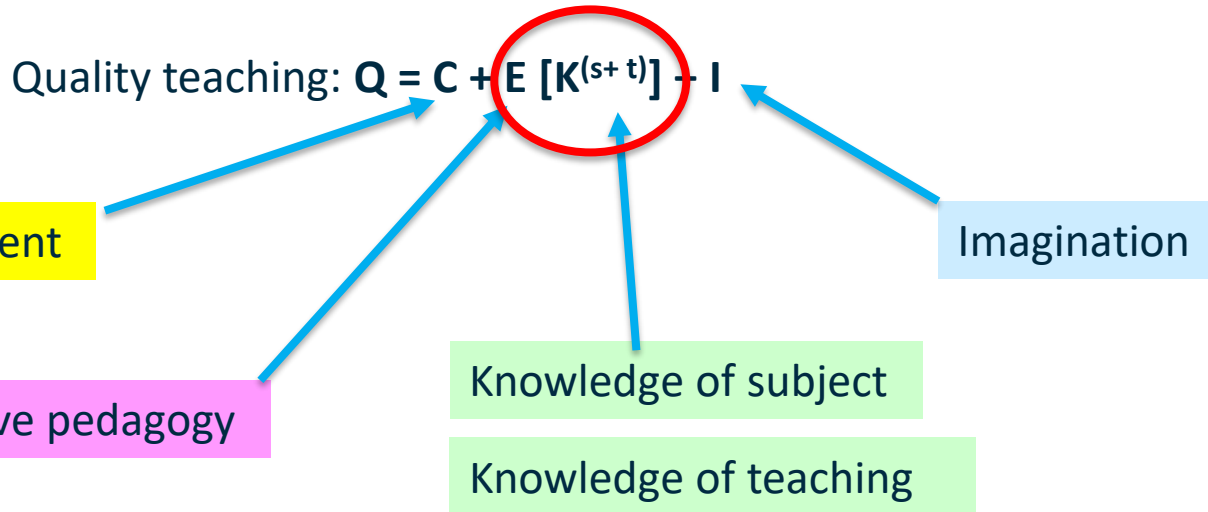 Quality teaching: Q = C + E [K(s+ t)] + I
ent
Imagination
Knowledge of subject
ve pedagogy
Knowledge of teaching